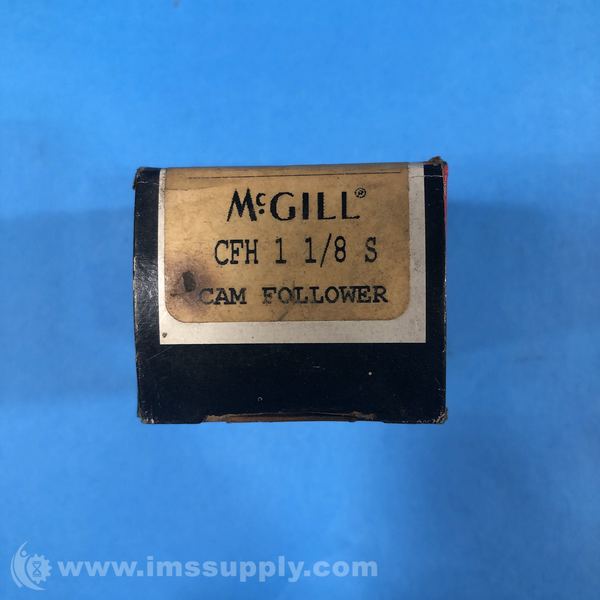 McGILL®
CFH 1 1/8 S
CAM FOLLOWER
www.imssupply.com